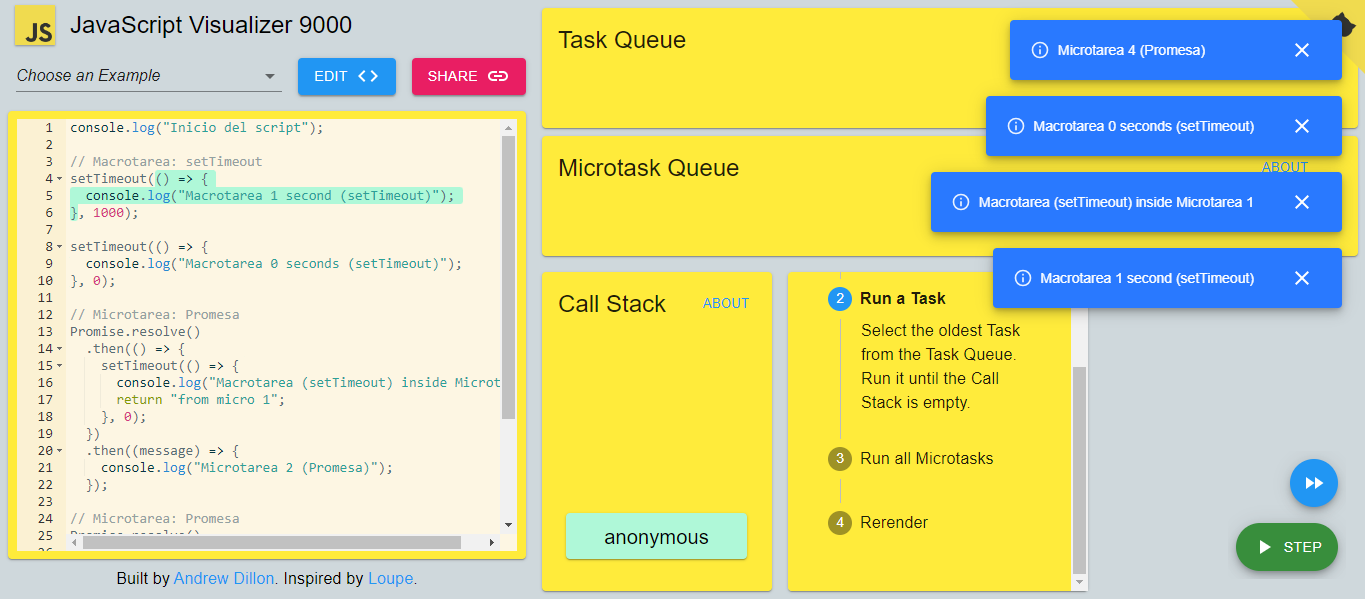 JS JavaScript Visualizer 9000
Choose an Example
EDIT
SHARE
1 console.log("Inicio del script");
2
3 // Macrotarea: setTimeout
4 setTimeout(() => {
5 console.log("Macrotarea 1 second (setTimeout)");
6 }, 1000);
7
8 setTimeout(() => {
9 console.log("Macrotarea 0 seconds (setTimeout)");
10 }, 0);
11
12 // Microtarea: Promesa
13 Promise.resolve()
14 .then(() => {
15 setTimeout(() => {
16 console.log("Macrotarea (setTimeout) inside Microt
17 return "from micro 1";
18 }, 0);
19 })
20 .then((message) => {
21 console.log("Microtarea 2 (Promesa)");
22 });
23
24 // Microtarea: Promesa
25 Promise.resolve()
Built by Andrew Dillon. Inspired by Loupe.
Task Queue
Microtask Queue
ABOUT
Call Stack
ABOUT
anonymous
2 Run a Task
Select the oldest Task
from the Task Queue.
Run it until the Call
Stack is empty.
3 Run all Microtasks
4 Rerender
Microtarea 4 (Promesa)
Macrotarea 0 seconds (setTimeout)
Macrotarea (setTimeout) inside Microtarea 1
Macrotarea 1 second (setTimeout)
STEP